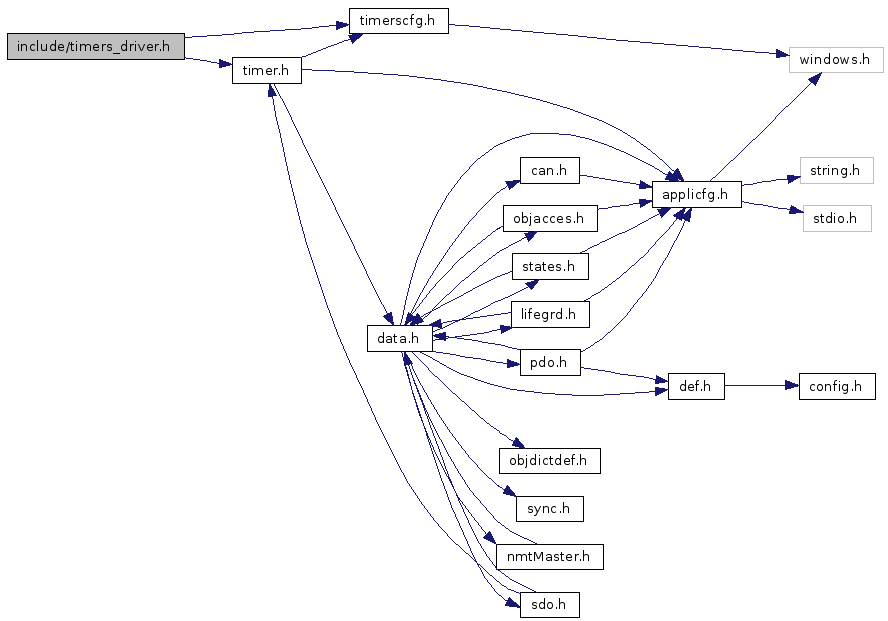 include/timers_driver.h
timerscfg.h
timer.h
windows.h
can.h
string.h
applicfg.h
objacces.h
stdio.h
states.h
lifegrd.h
data.h
pdo.h
def.h
config.h
objdictdef.h
sync.h
nmtMaster.h
sdo.h